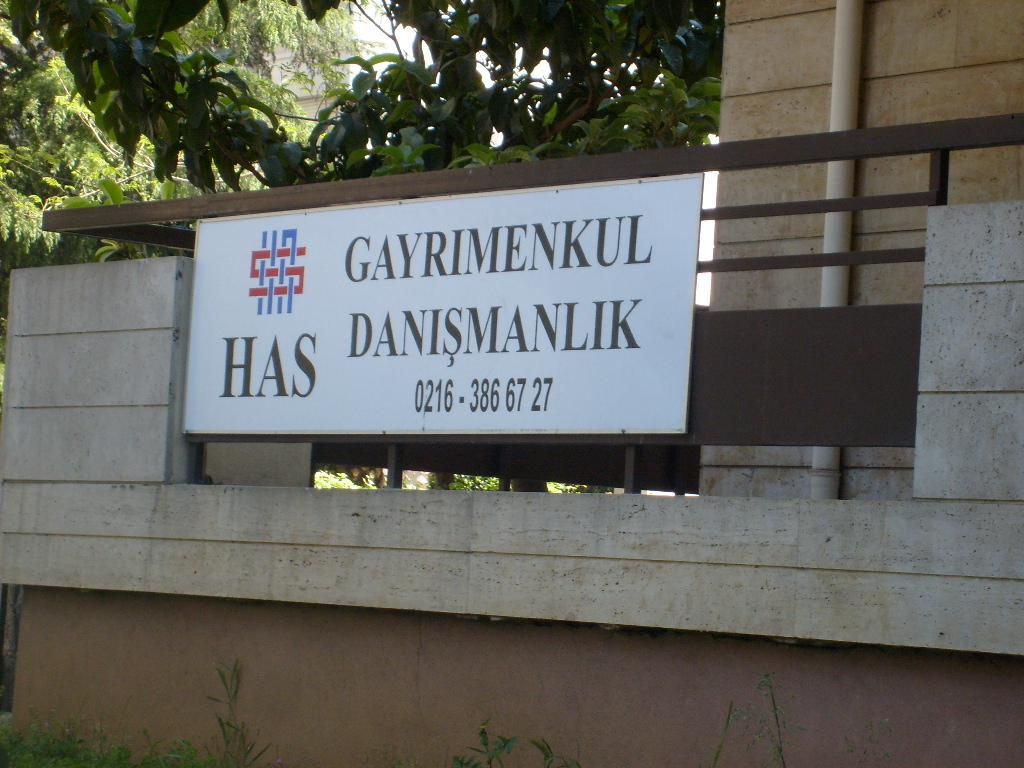 GAYRIMENKUL
DANIŞMANLIK
HAS
0216 - 386 67 27